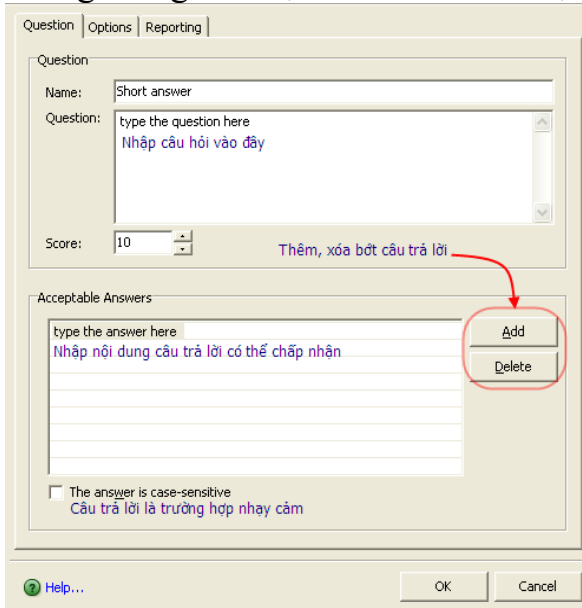 Question Options Reporting
Question
Name: Short answer
Question: type the question here
Nhập câu hỏi vào đây
Score: 10
Thêm, xóa bớt câu trả lời
Acceptable Answers
type the answer here
Nhập nội dung câu trả lời có thể chấp nhận
Add
Delete
The answer is case-sensitive
Câu trả lời là trường hợp nhạy cảm
Help...
OK Cancel